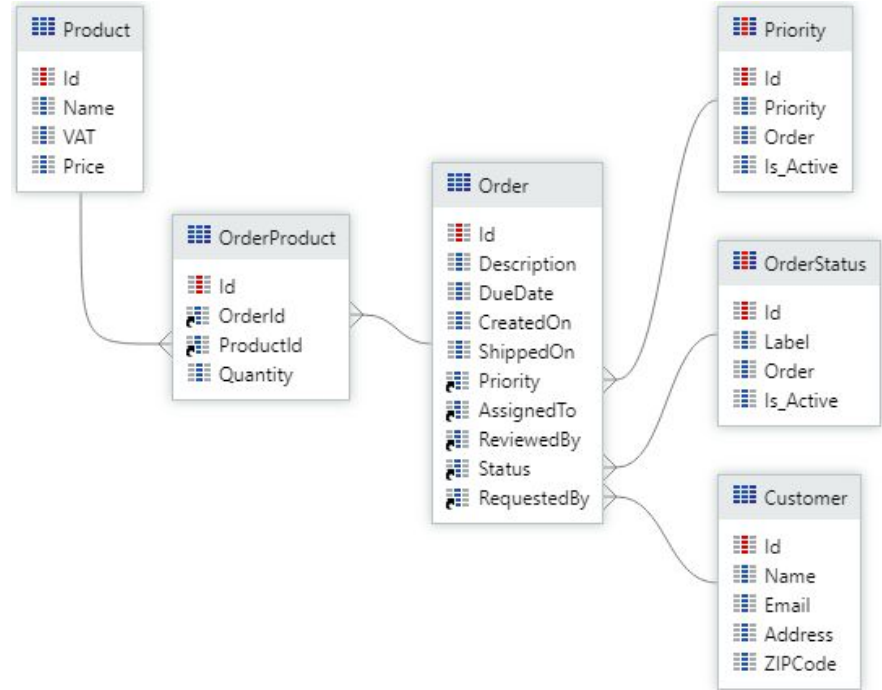 Product
Id
Name
VAT
Price
OrderProduct
Id
OrderId
ProductId
Quantity
Order
Id
Description
DueDate
CreatedOn
ShippedOn
Priority
AssignedTo
ReviewedBy
Status
RequestedBy
Priority
Id
Priority
Order
Is_Active
OrderStatus
Id
Label
Order
Is_Active
Customer
Id
Name
Email
Address
ZIPCode